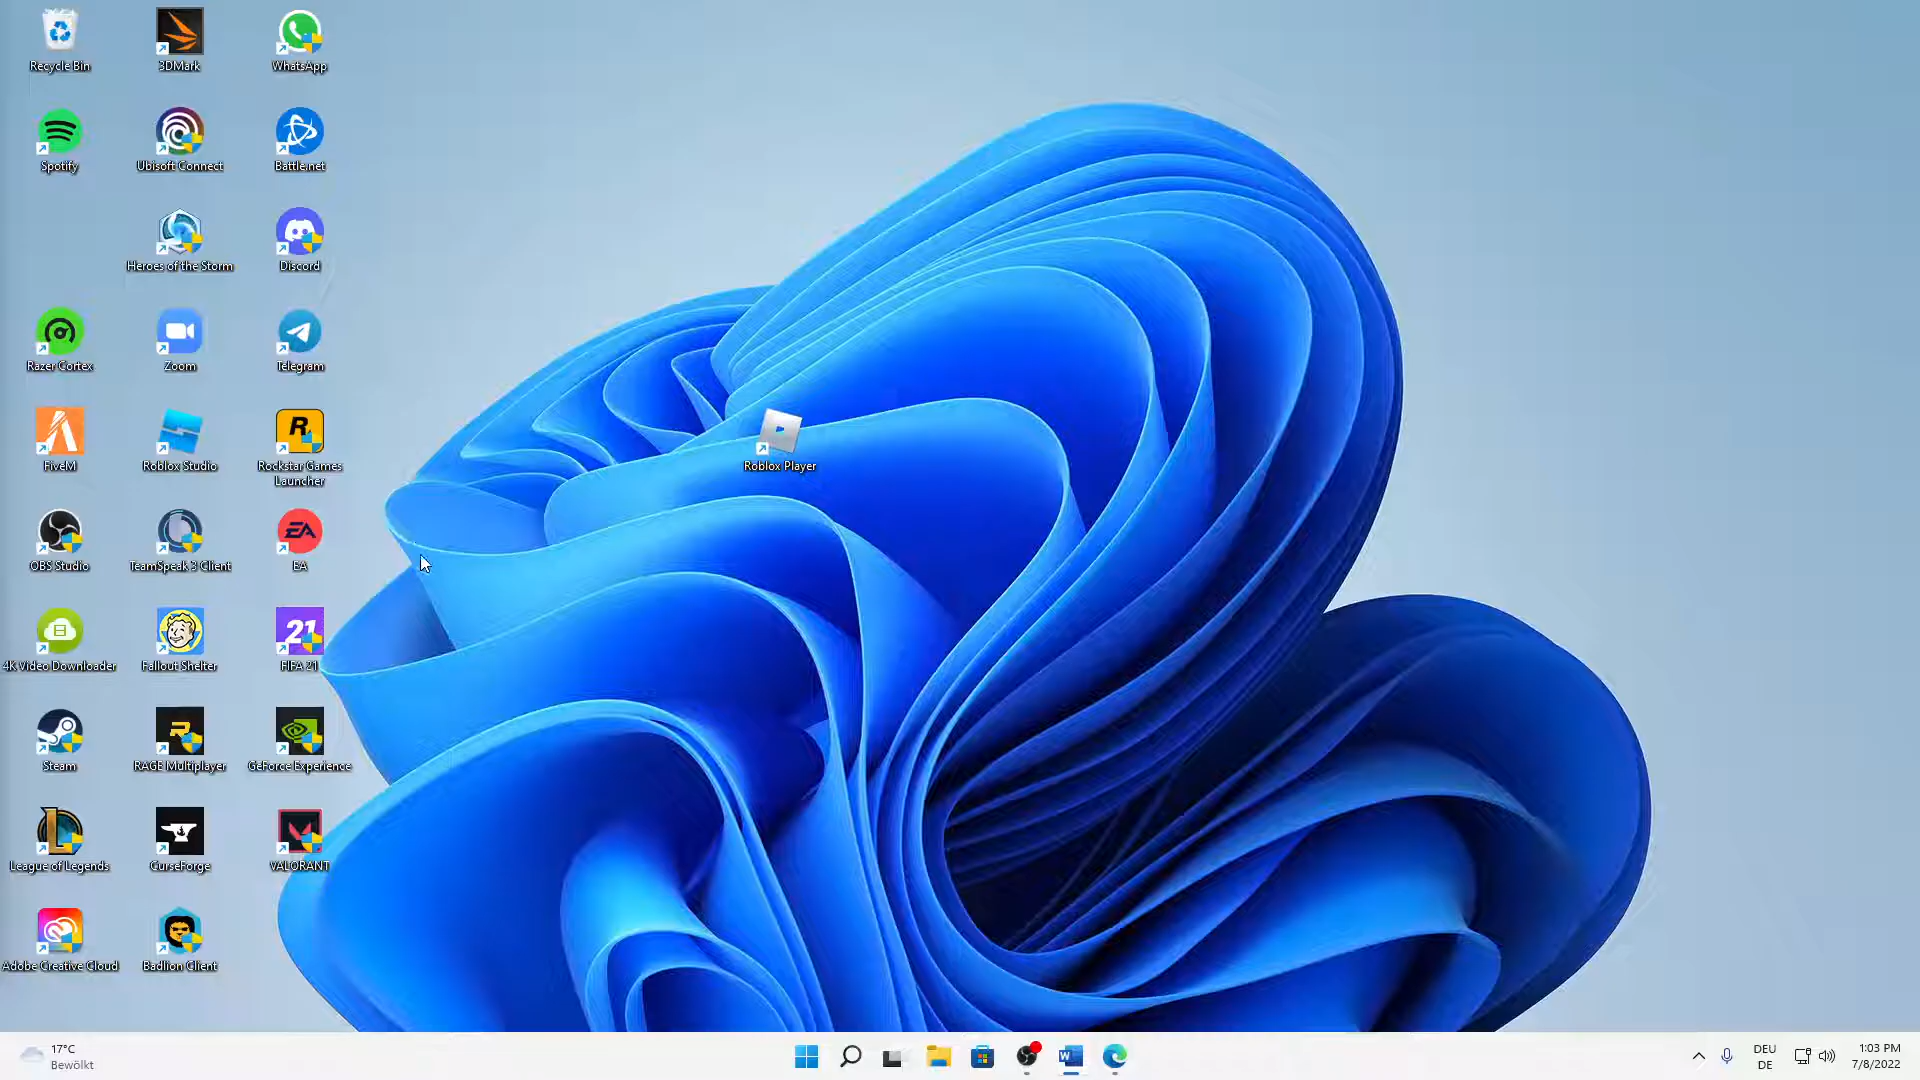 Recycle Bin
3DMark
WhatsApp
Spotify
Ubisoft Connect
Battle.net
Heroes of the Storm
Discord
Razer Cortex
Zoom
Telegram
FiveM
Roblox Studio
Rockstar Games
Launcher
Roblox Player
OBS Studio
TeamSpeak 3 Client
EA
4K Video Downloader
Fallout Shelter
FIFA 21
Steam
RAGE Multiplayer
GeForce Experience
League of Legends
CurseForge
VALORANT
Adobe Creative Cloud
Badlion Client
17°C
Bewölkt
DEU
DE
1:03 PM
7/8/2022